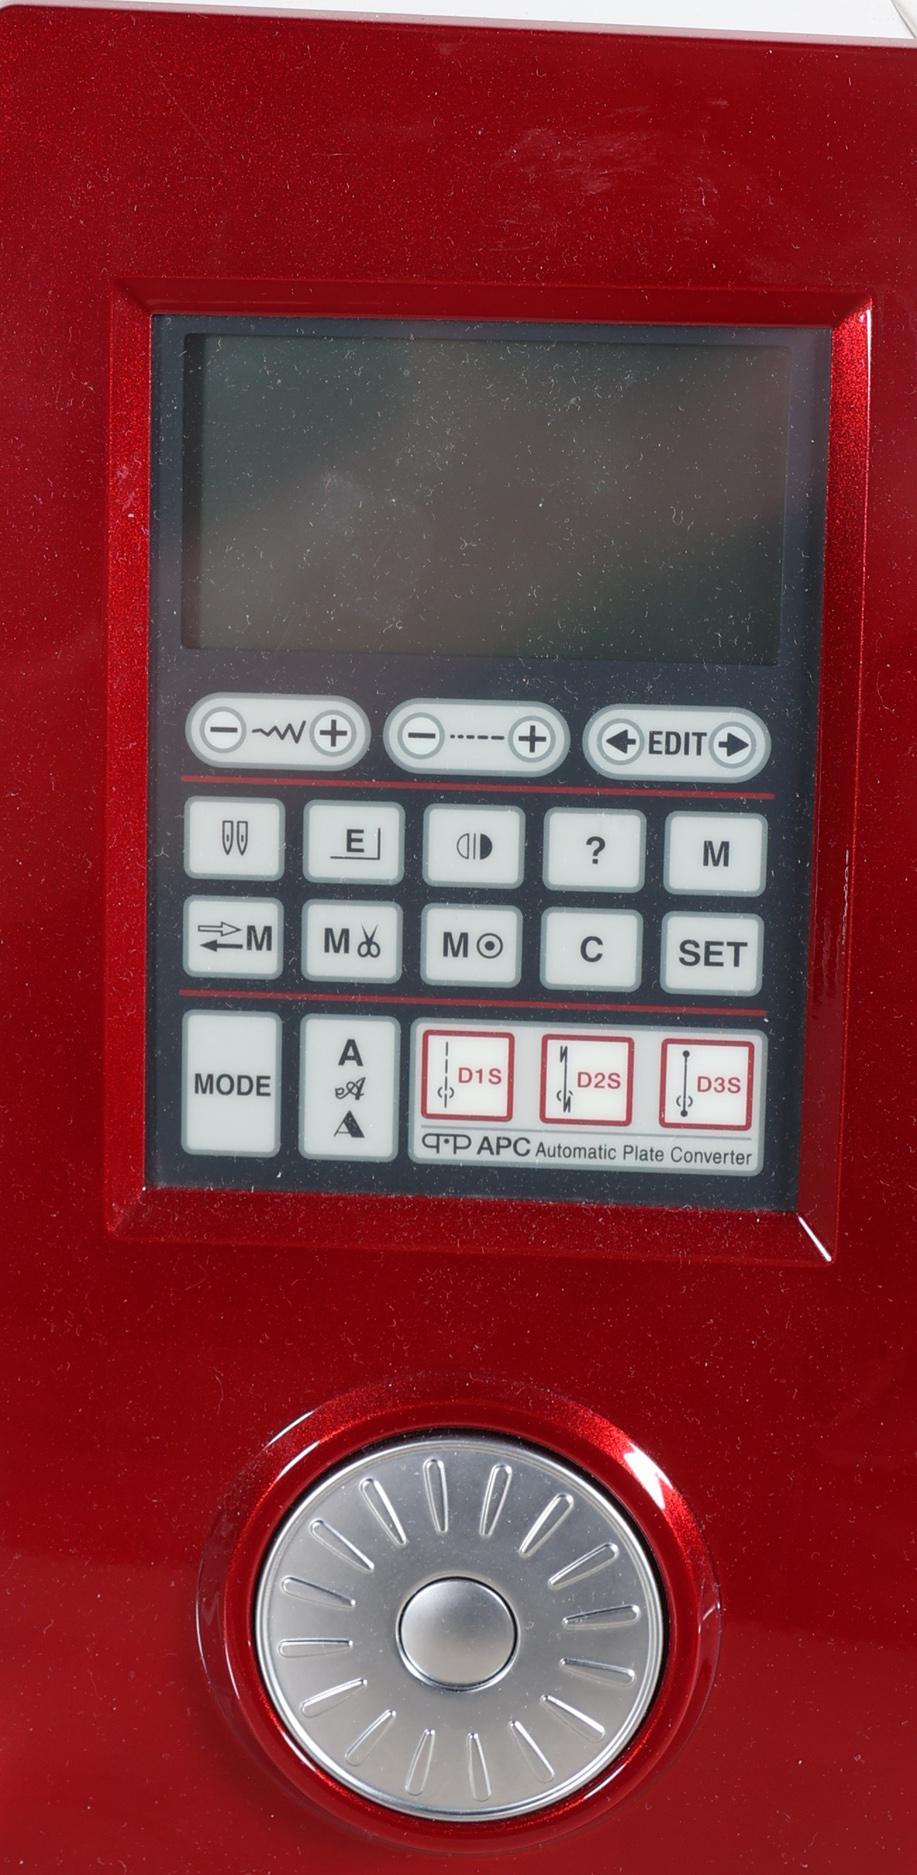 EDIT
E ? M
M M M C SET
MODE A D1S D2S D3S
A
A
APC Automatic Plate Converter